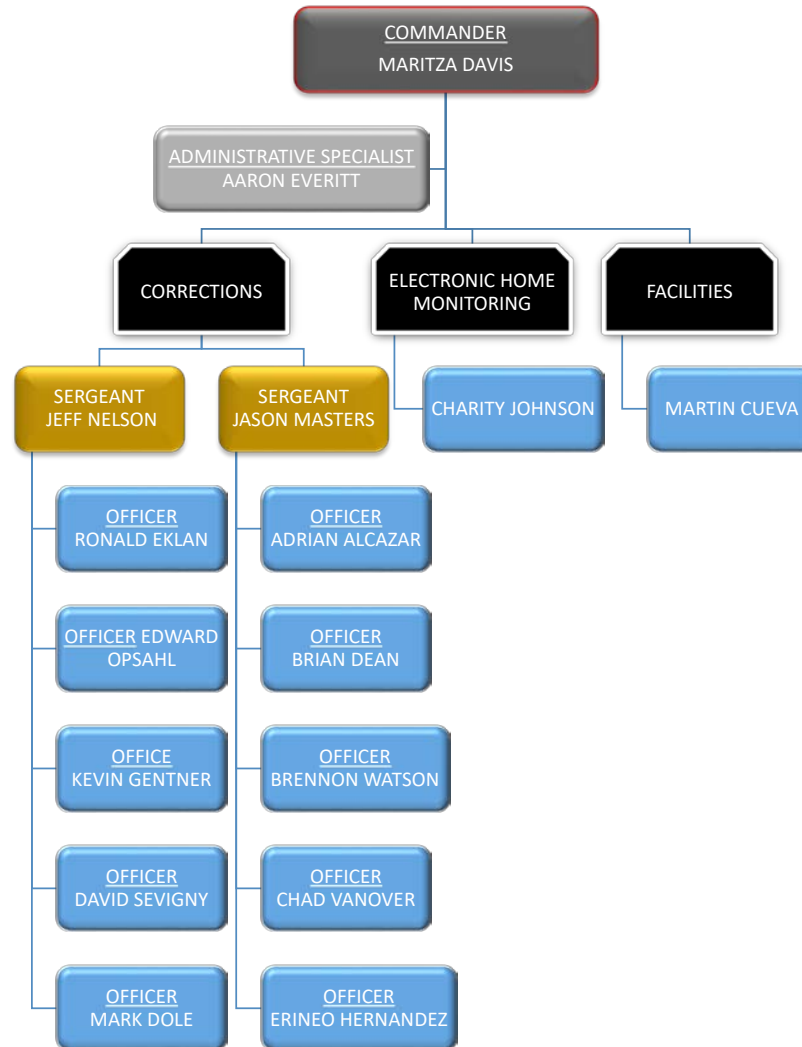 COMMANDER
MARITZA DAVIS
ADMINISTRATIVE SPECIALIST
AARON EVERITT
CORRECTIONS
ELECTRONIC HOME
MONITORING
FACILITIES
SERGEANT
JEFF NELSON
SERGEANT
JASON MASTERS
CHARITY JOHNSON
MARTIN CUEVA
OFFICER
RONALD EKLAN
OFFICER
ADRIAN ALCAZAR
OFFICER EDWARD
OPSAHL
OFFICER
BRIAN DEAN
OFFICE
KEVIN GENTNER
OFFICER
BRENNON WATSON
OFFICER
DAVID SEVIGNY
OFFICER
CHAD VANOVER
OFFICER
MARK DOLE
OFFICER
ERINEO HERNANDEZ